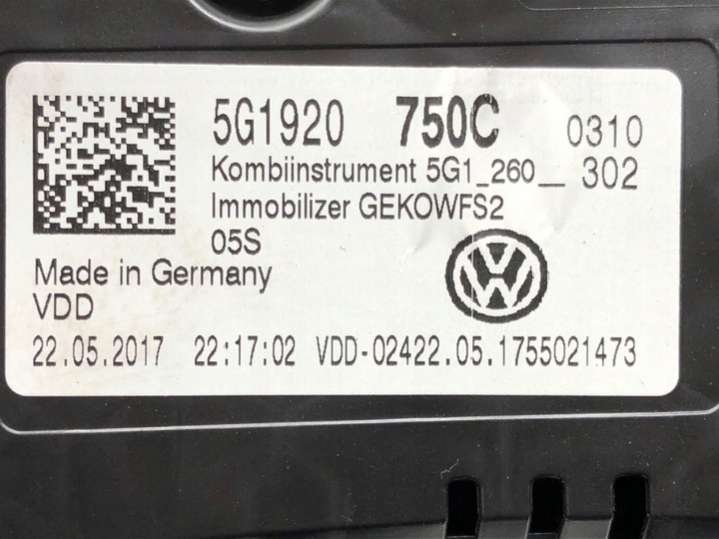 5G1920 750C 0310
Kombiinstrument 5G1_260__ 302
Immobilizer GEKOWFS2
05S
Made in Germany
VDD
22.05.2017 22:17:02 VDD-02422.05.1755021473